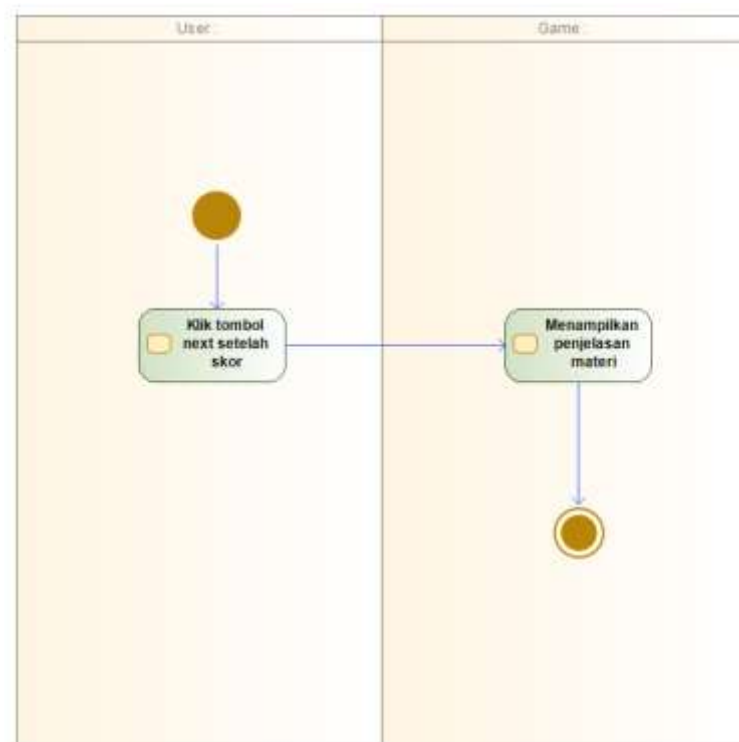 User
Game
Klik tombol
next setelah
skor
Menampilkan
penjelasan
materi